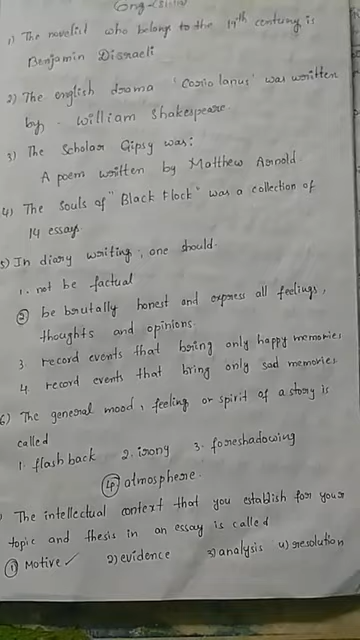 1) The novelist who belongs to the 19th century is
Benjamin Disraeli
2) The english drama 'Coriolanus' was written
by - William Shakespeare.
3) The Scholar Gipsy was:
A poem written by Matthew Arnold
4) The Souls of "Black Flock" was a collection of
14 essays
5) In diary writing, one should-
1. not be factual
2 be brutally honest and express all feelings,
thoughts and opinions
3. record events that bring only happy memories
4. record events that bring only sad memories
6) The general mood, feeling or spirit of a story is
called
1. flash back 2. irony 3. foreshadowing
4. atmosphere.
The intellectual context that you establish for your
topic and thesis in an essay is called
1 Motive ✓ 2) evidence 3) analysis 4) resolution